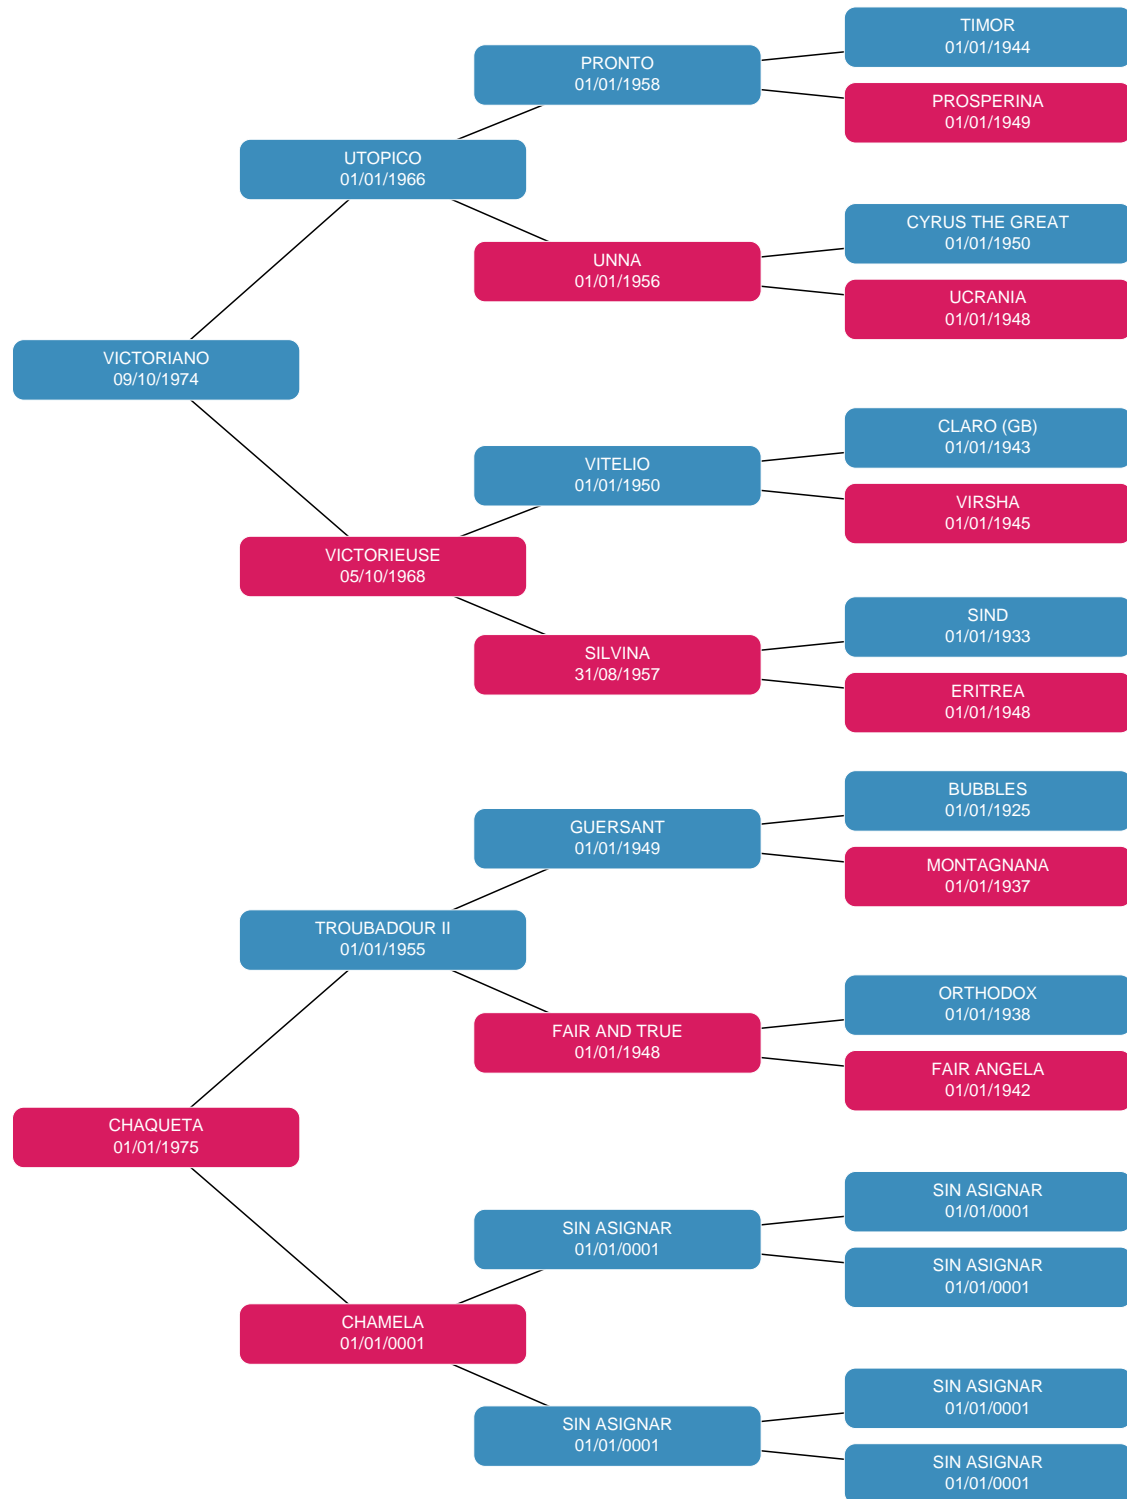 TIMOR
01/01/1944
PRONTO
01/01/1958
PROSPERINA
01/01/1949
UTOPICO
01/01/1966
CYRUS THE GREAT
01/01/1950
UNNA
01/01/1956
UCRANIA
01/01/1948
VICTORIANO
09/10/1974
CLARO (GB)
01/01/1943
VITELIO
01/01/1950
VIRSHA
01/01/1945
VICTORIEUSE
05/10/1968
SIND
01/01/1933
SILVINA
31/08/1957
ERITREA
01/01/1948
BUBBLES
01/01/1925
GUERSANT
01/01/1949
MONTAGNANA
01/01/1937
TROUBADOUR II
01/01/1955
ORTHODOX
01/01/1938
FAIR AND TRUE
01/01/1948
FAIR ANGELA
01/01/1942
CHAQUETA
01/01/1975
SIN ASIGNAR
01/01/0001
SIN ASIGNAR
01/01/0001
SIN ASIGNAR
01/01/0001
CHAMELA
01/01/0001
SIN ASIGNAR
01/01/0001
SIN ASIGNAR
01/01/0001
SIN ASIGNAR
01/01/0001